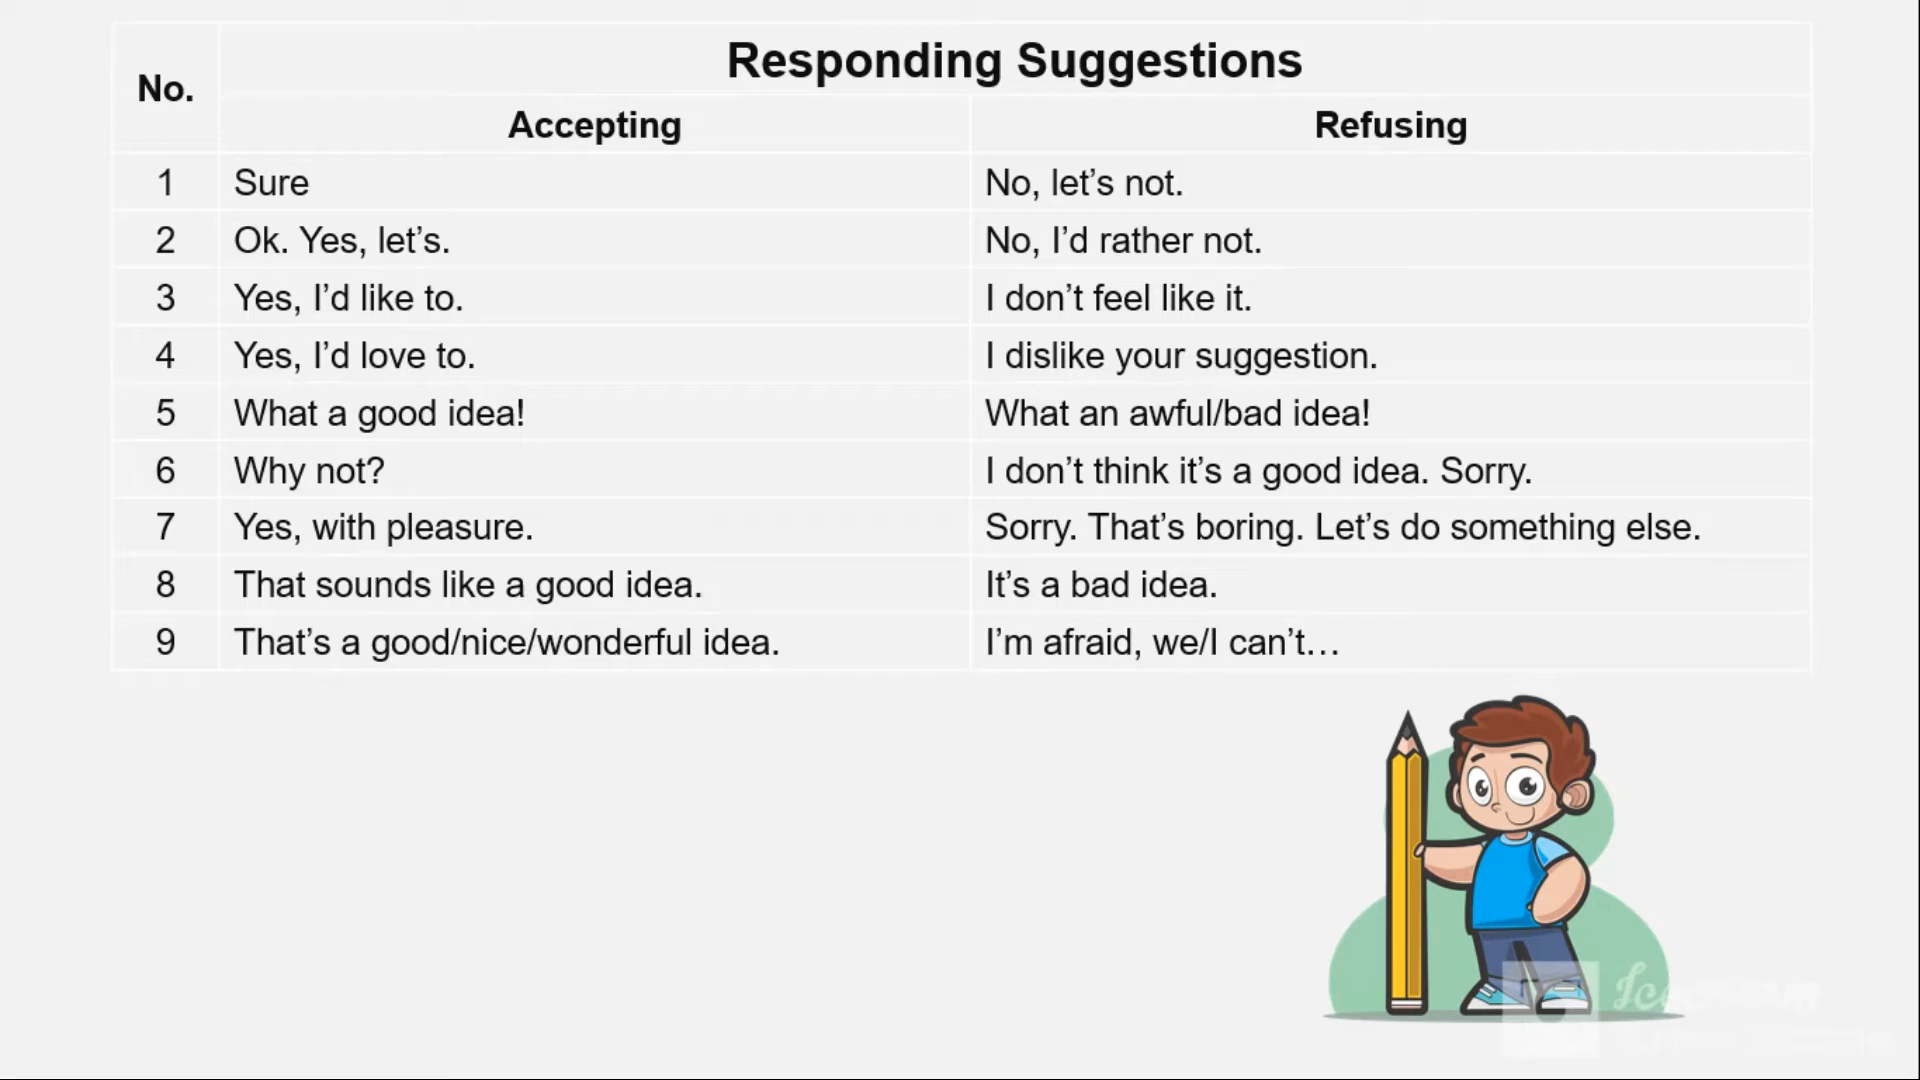 No.
Responding Suggestions
Accepting
Refusing
1 Sure No, let’s not.
2 Ok. Yes, let’s. No, I’d rather not.
3 Yes, I’d like to. I don’t feel like it.
4 Yes, I’d love to. I dislike your suggestion.
5 What a good idea! What an awful/bad idea!
6 Why not? I don’t think it’s a good idea. Sorry.
7 Yes, with pleasure. Sorry. That’s boring. Let’s do something else.
8 That sounds like a good idea. It’s a bad idea.
9 That’s a good/nice/wonderful idea. I’m afraid, we/I can’t…